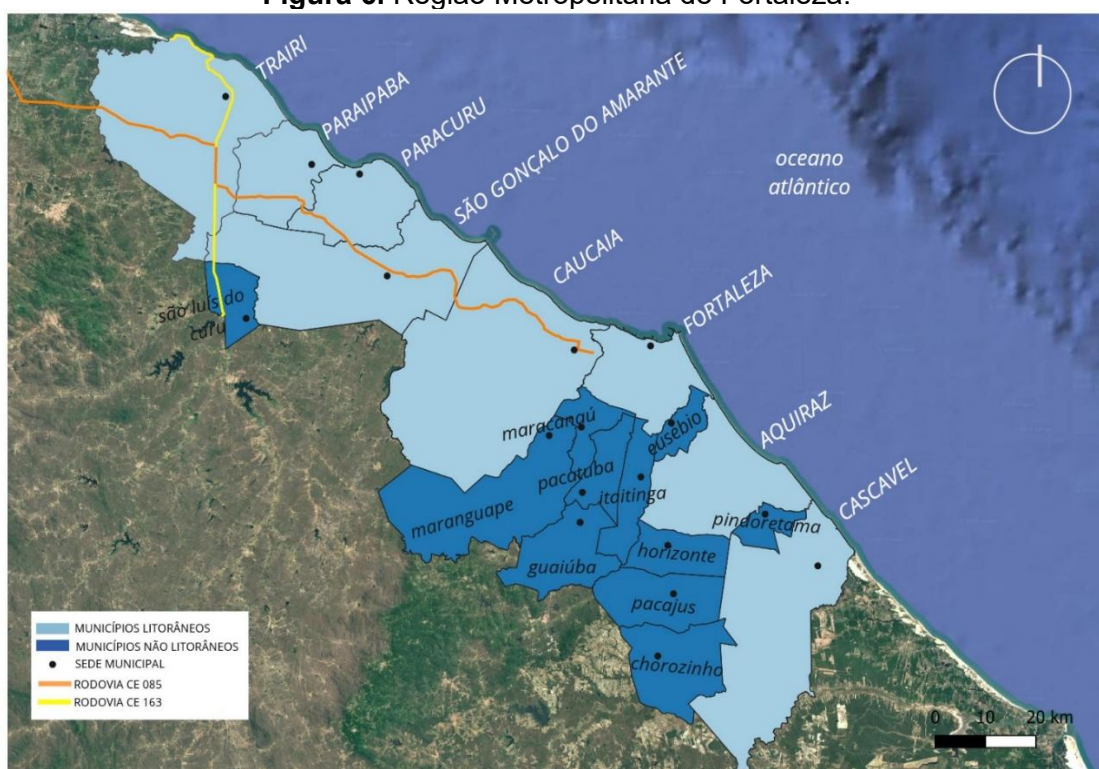 Figura 6. Região Metropolitana de Fortaleza.
TRAIRI
PARAIPABA
PARACURU
SÃO GONÇALO DO AMARANTE
CAUCAIA
FORTALEZA
AQUIRAZ
CASCAVEL
oceano
atlântico
são luís do
curu
maracanaú
eusébio
pacatuba
itaitinga
maranguape
pindoretama
horizonte
guaiúba
pacajus
chorozinho
MUNICÍPIOS LITORÂNEOS
MUNICÍPIOS NÃO LITORÂNEOS
SEDE MUNICIPAL
RODOVIA CE 085
RODOVIA CE 163
0 10 20 km